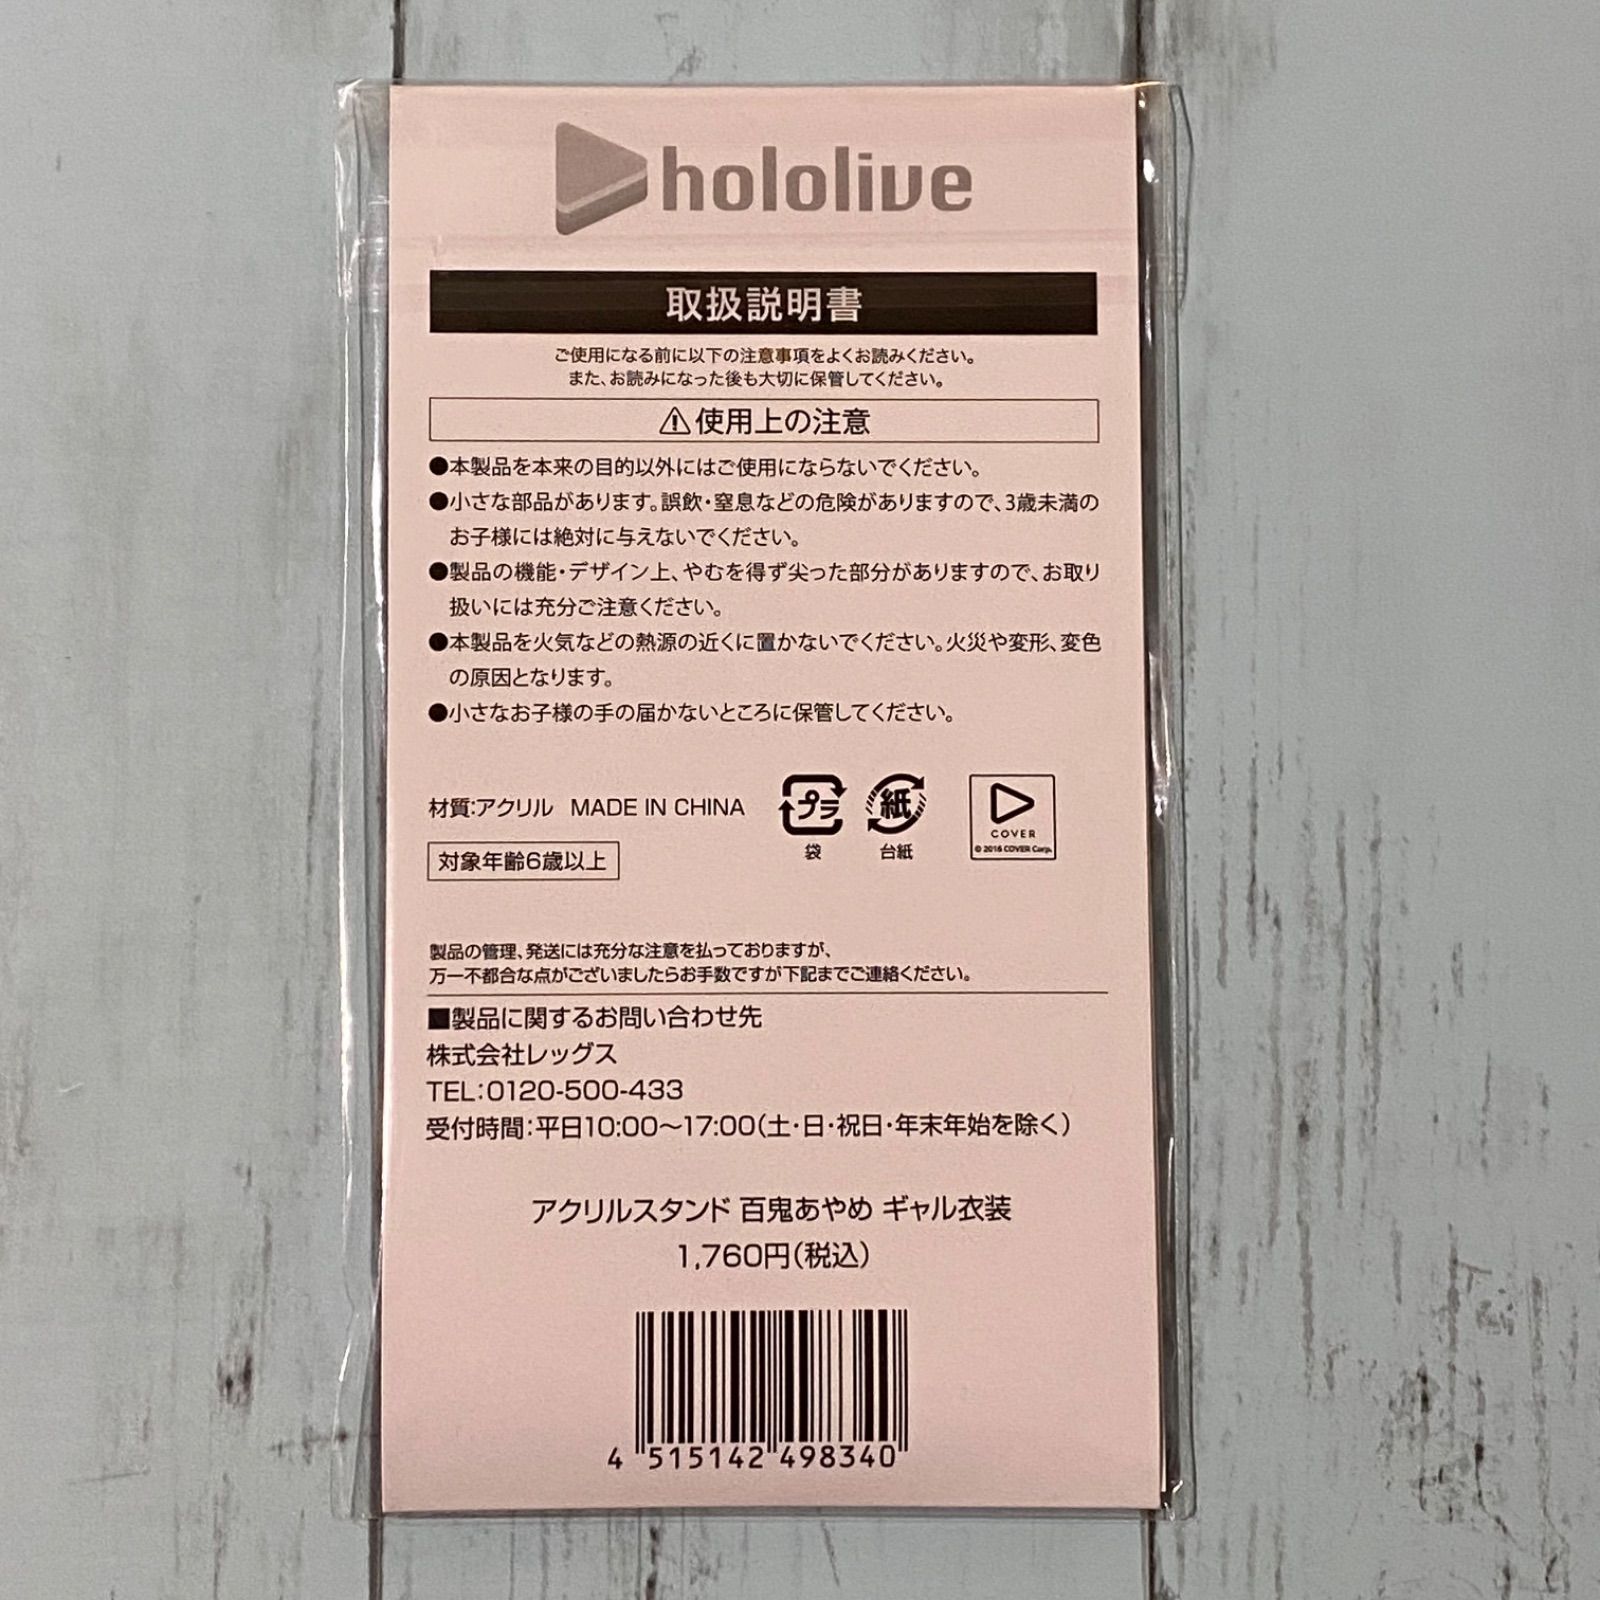 hololive
取扱説明書
ご使用になる前に以下の注意事項をよくお読みください。
また、お読みになった後も大切に保管してください。
使用上の注意
●本製品を本来の目的以外にはご使用にならないでください。
●小さな部品があります。誤飲・窒息などの危険がありますので、3歳未満の
お子様には絶対に与えないでください。
●製品の機能・デザイン上、やむを得ず尖った部分がありますので、お取り
扱いには充分ご注意ください。
●本製品を火気などの熱源の近くに置かないでください。火災や変形、変色
の原因となります。
●小さなお子様の手の届かないところに保管してください。
材質:アクリル MADE IN CHINA
プラ
袋
紙
台紙
COVER
© 2016 COVER Corp.
対象年齢6歳以上
製品の管理、発送には充分な注意を払っておりますが、
万一不都合な点がございましたらお手数ですが下記までご連絡ください。
■製品に関するお問い合わせ先
株式会社レッグス
TEL:0120-500-433
受付時間:平日10:00〜17:00(土・日・祝日・年末年始を除く)
アクリルスタンド 百鬼あやめ ギャル衣装
1,760円(税込)
4 515142 498340